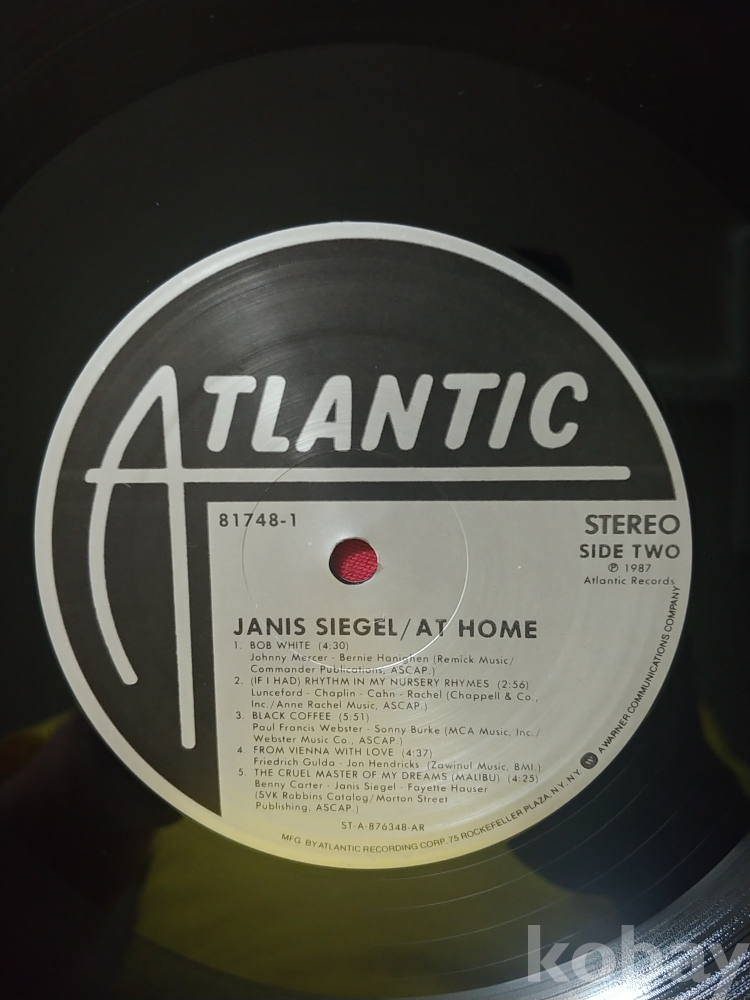 ATLANTIC
81748-1
STEREO
SIDE TWO
℗ 1987
Atlantic Records
JANIS SIEGEL/AT HOME
1. BOB WHITE (4:30)
Johnny Mercer - Bernie Hanighen (Remick Music/
Commander Publications, ASCAP.)
2. (IF I HAD) RHYTHM IN MY NURSERY RHYMES (2:56)
Lunceford - Chaplin - Cahn - Rachel (Chappell & Co.,
Inc./Anne Rachel Music, ASCAP.)
3. BLACK COFFEE (5:51)
Paul Francis Webster - Sonny Burke (MCA Music, Inc./
Webster Music Co., ASCAP.)
4. FROM VIENNA WITH LOVE (4:37)
Friedrich Gulda - Jon Hendricks (Zawinul Music, BMI.)
5. THE CRUEL MASTER OF MY DREAMS (MALIBU) (4:25)
Benny Carter - Janis Siegel - Fayette Hauser
(SVK Robbins Catalog/Morton Street
Publishing, ASCAP.)
ST-A-876348-AR
MFG. BY ATLANTIC RECORDING CORP. 75 ROCKEFELLER PLAZA, N.Y. N.Y. A WARNER COMMUNICATIONS COMPANY
kobay